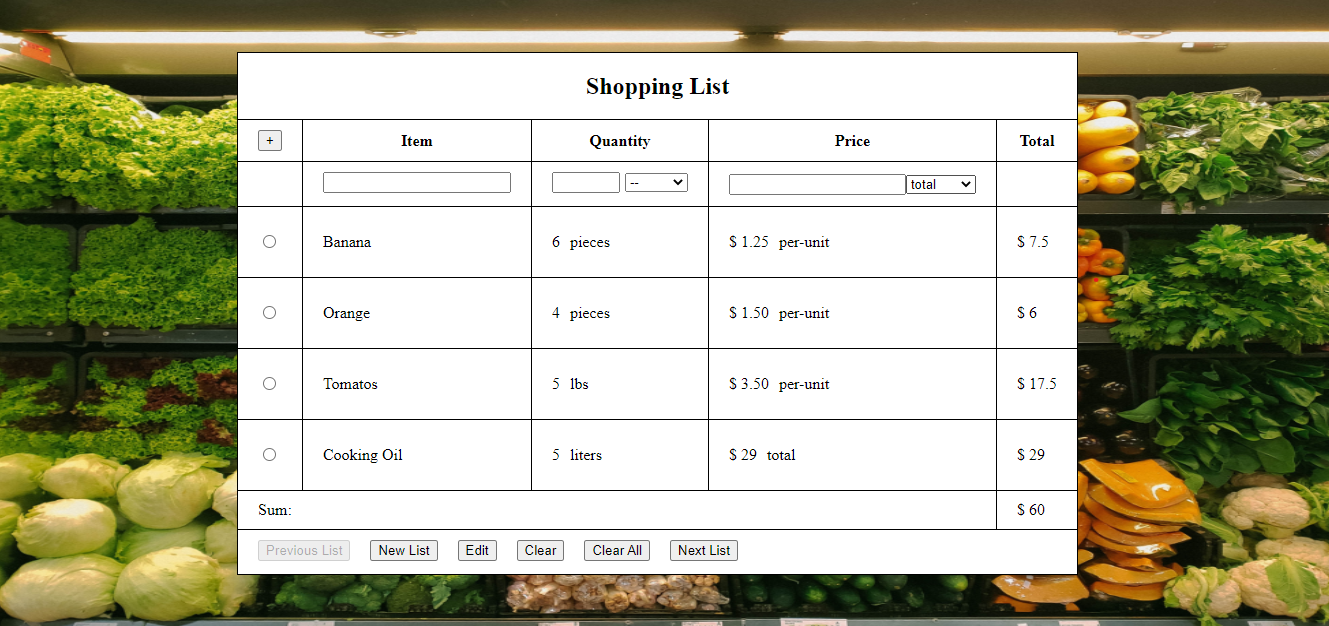 Shopping List
+ Item Quantity Price Total
-- total
Banana 6 pieces $ 1.25 per-unit $ 7.5
Orange 4 pieces $ 1.50 per-unit $ 6
Tomatos 5 lbs $ 3.50 per-unit $ 17.5
Cooking Oil 5 liters $ 29 total $ 29
Sum: $ 60
Previous List New List Edit Clear Clear All Next List